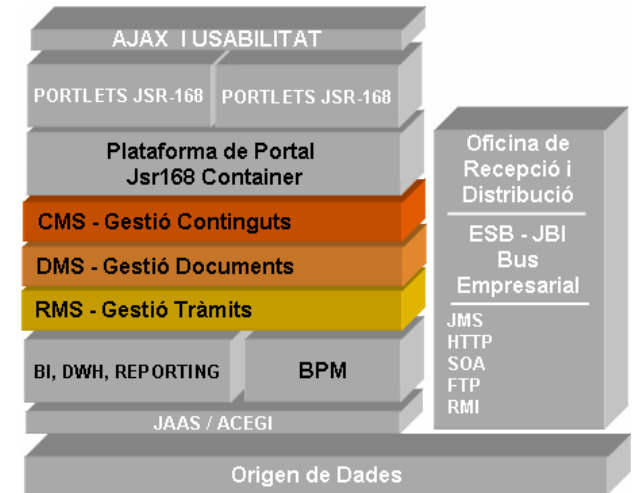 AJAX I USABILITAT
PORTLETS JSR-168
PORTLETS JSR-168
Plataforma de Portal
Jsr168 Container
CMS - Gestió Continguts
DMS - Gestió Documents
RMS - Gestió Tràmits
BI, DWH, REPORTING
BPM
JAAS / ACEGI
Oficina de
Recepció i
Distribució
ESB - JBI
Bus
Empresarial
JMS
HTTP
SOA
FTP
RMI
Origen de Dades